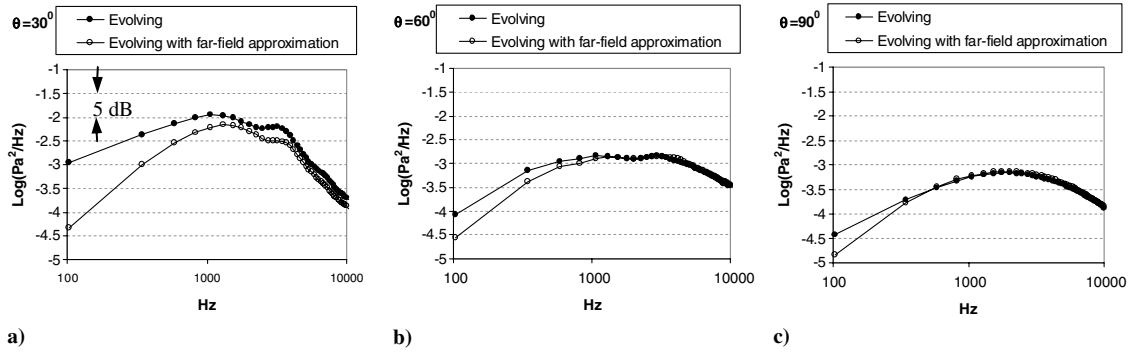 θ=30⁰
Evolving
Evolving with far-field approximation
-1
-1.5
-2
-2.5
-3
-3.5
-4
-4.5
-5
5 dB
Log(Pa²/Hz)
100
1000
10000
Hz
a)
θ=60⁰
Evolving
Evolving with far-field approximation
-1
-1.5
-2
-2.5
-3
-3.5
-4
-4.5
-5
Log(Pa²/Hz)
100
1000
10000
Hz
b)
θ=90⁰
Evolving
Evolving with far-field approximation
-1
-1.5
-2
-2.5
-3
-3.5
-4
-4.5
-5
Log(Pa²/Hz)
100
1000
10000
Hz
c)